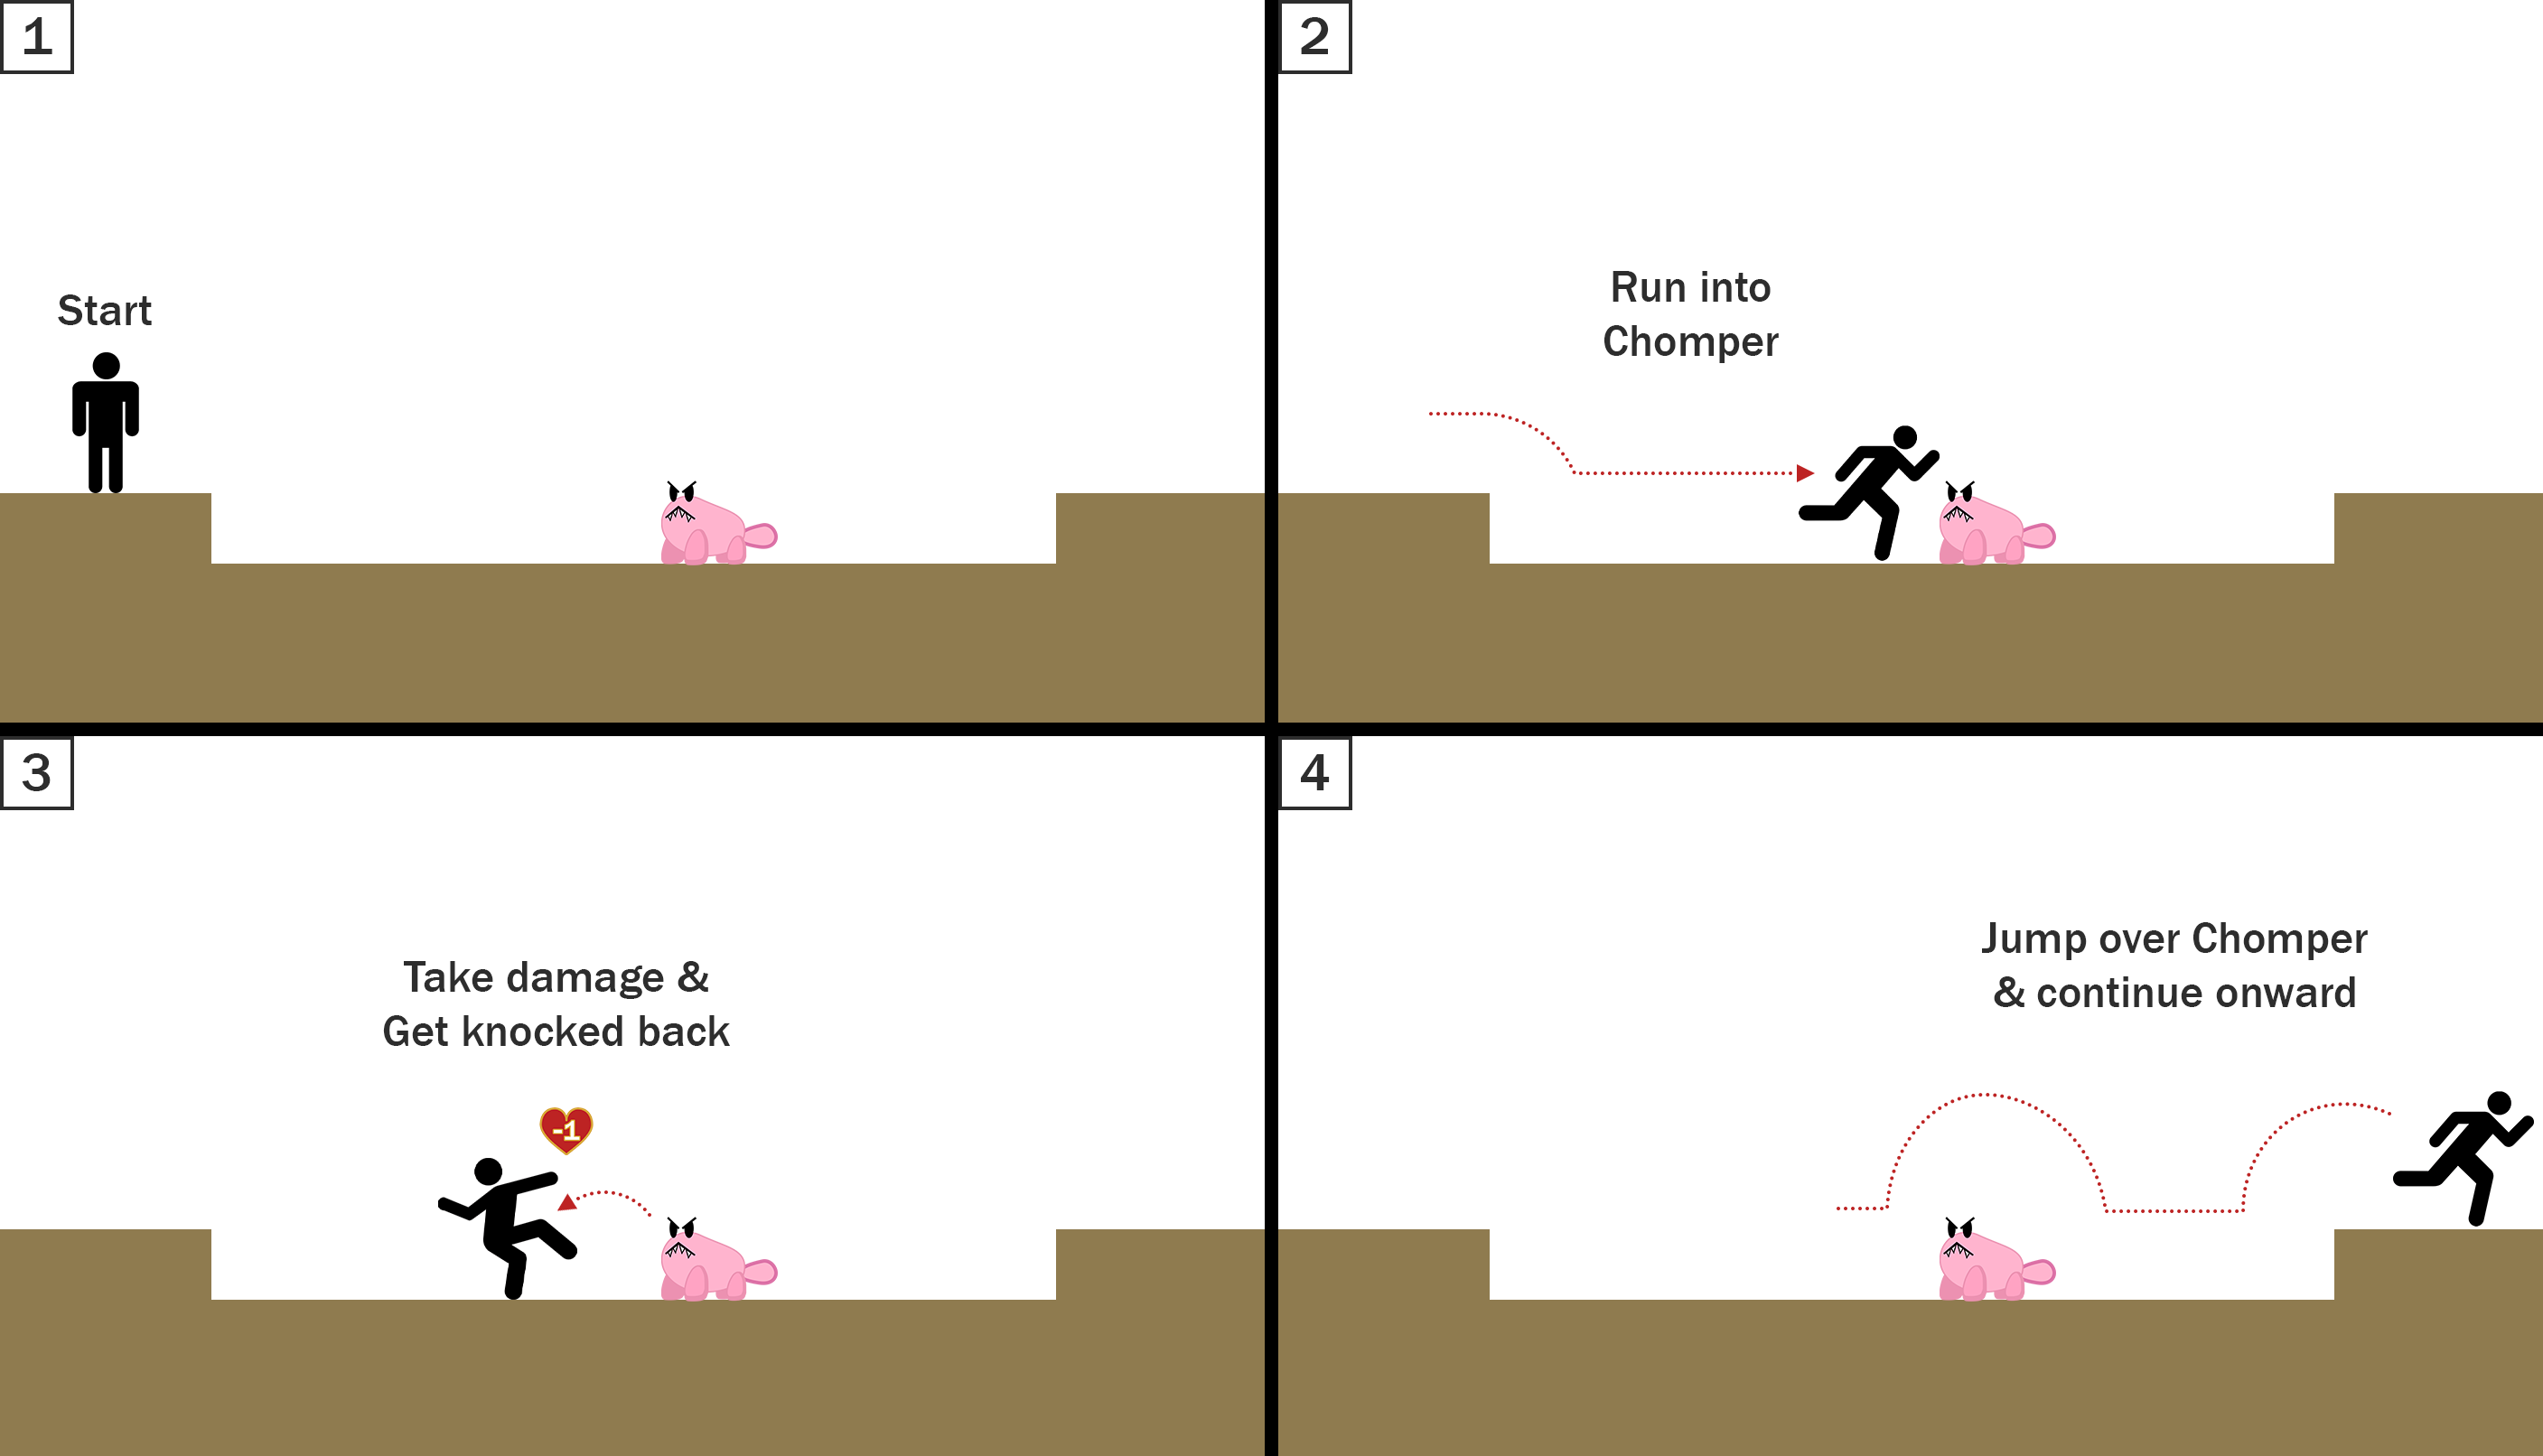 1
Start
2
Run into
Chomper
3
Take damage &
Get knocked back
-1
4
Jump over Chomper
& continue onward